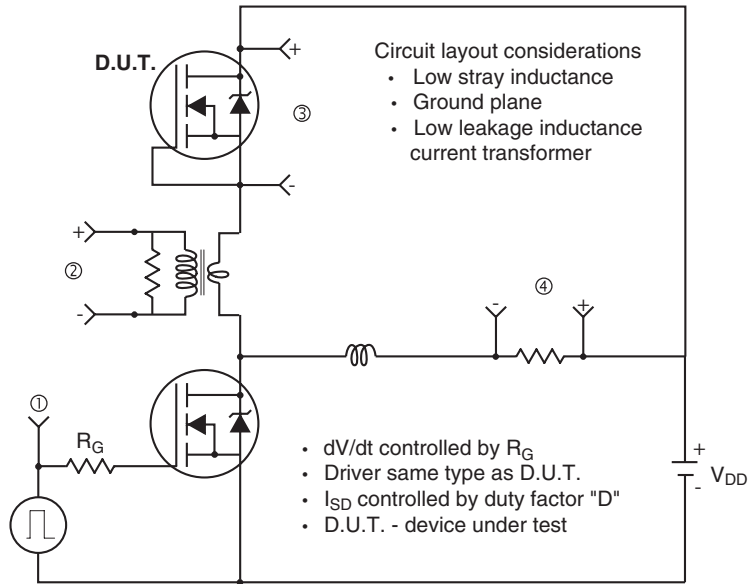 D.U.T.
+
Circuit layout considerations
• Low stray inductance
• Ground plane
• Low leakage inductance
current transformer
③
-
+
②
-
④
-
+
①
R_G
• dV/dt controlled by R_G
• Driver same type as D.U.T.
• I_SD controlled by duty factor "D"
• D.U.T. - device under test
+
V_DD
-